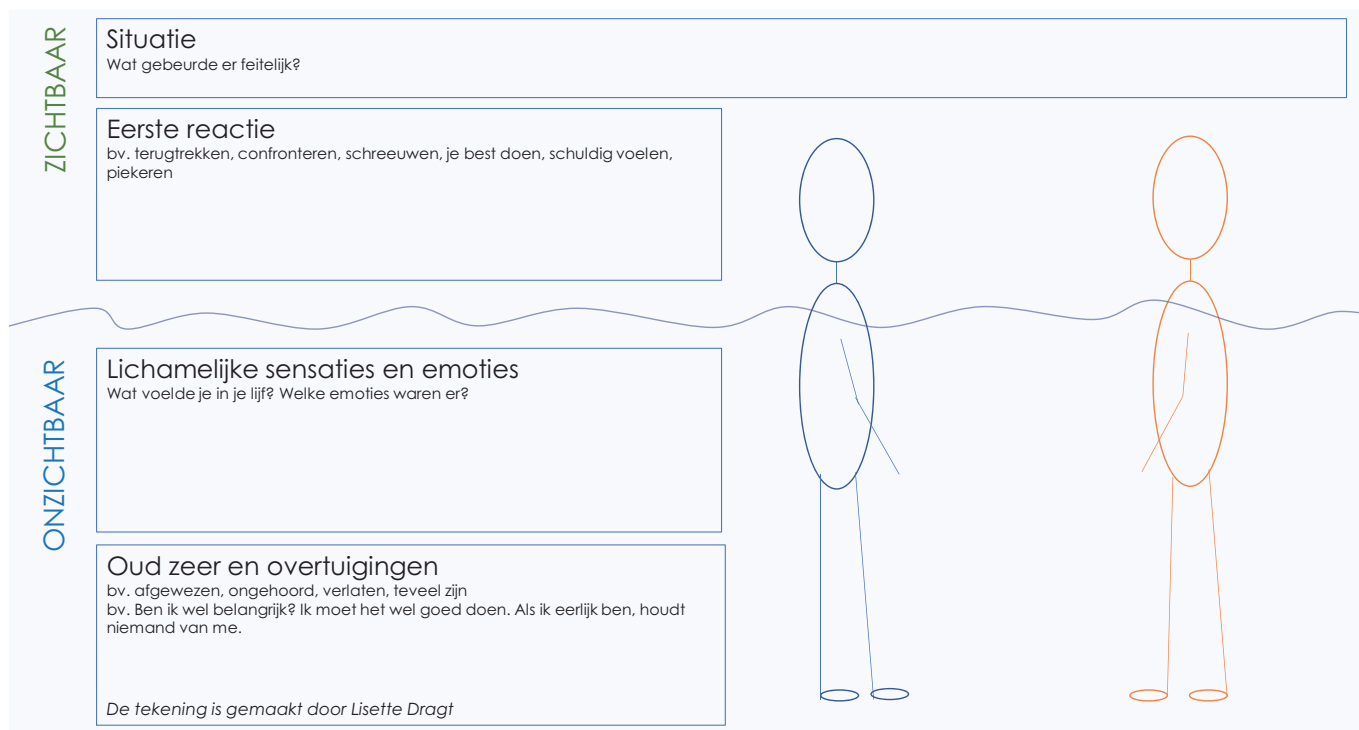 ZICHTBAAR
Situatie
Wat gebeurde er feitelijk?
Eerste reactie
bv. terugtrekken, confronteren, schreeuwen, je best doen, schuldig voelen,
piekeren
ONZICHTBAAR
Lichamelijke sensaties en emoties
Wat voelde je in je lijf? Welke emoties waren er?
Oud zeer en overtuigingen
bv. afgewezen, ongehoord, verlaten, teveel zijn
bv. Ben ik wel belangrijk? Ik moet het wel goed doen. Als ik eerlijk ben, houdt
niemand van me.
De tekening is gemaakt door Lisette Dragt